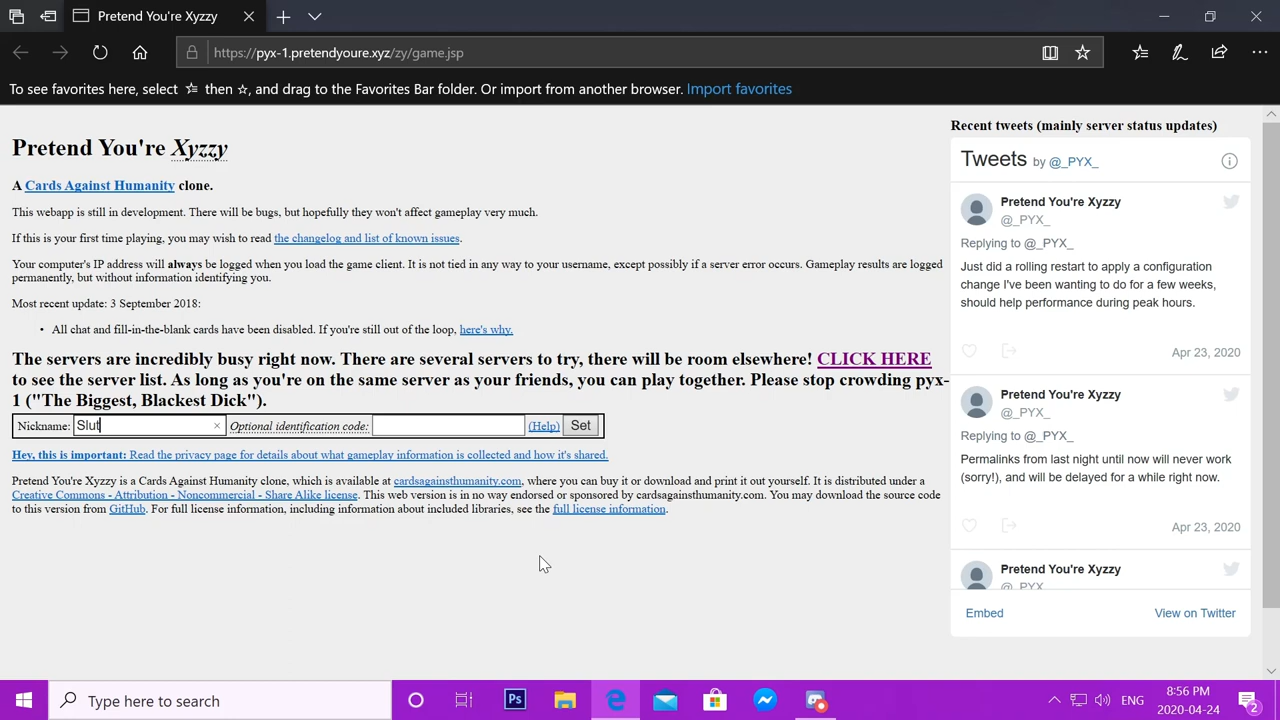 Pretend You're Xyzzy
https://pyx-1.pretendyoure.xyz/zy/game.jsp
To see favorites here, select then ☆, and drag to the Favorites Bar folder. Or import from another browser. Import favorites
Pretend You're Xyzzy
A Cards Against Humanity clone.
This webapp is still in development. There will be bugs, but hopefully they won't affect gameplay very much.
If this is your first time playing, you may wish to read the changelog and list of known issues.
Your computer's IP address will always be logged when you load the game client. It is not tied in any way to your username, except possibly if a server error occurs. Gameplay results are logged
permanently, but without information identifying you.
Most recent update: 3 September 2018:
• All chat and fill-in-the-blank cards have been disabled. If you're still out of the loop, here's why.
The servers are incredibly busy right now. There are several servers to try, there will be room elsewhere! CLICK HERE
to see the server list. As long as you're on the same server as your friends, you can play together. Please stop crowding pyx-
1 ("The Biggest, Blackest Dick").
Nickname: Slut × Optional identification code: (Help) Set
Hey, this is important: Read the privacy page for details about what gameplay information is collected and how it's shared.
Pretend You're Xyzzy is a Cards Against Humanity clone, which is available at cardsagainsthumanity.com, where you can buy it or download and print it out yourself. It is distributed under a
Creative Commons - Attribution - Noncommercial - Share Alike license. This web version is in no way endorsed or sponsored by cardsagainsthumanity.com. You may download the source code
to this version from GitHub. For full license information, including information about included libraries, see the full license information.
Recent tweets (mainly server status updates)
Tweets by @_PYX_
Pretend You're Xyzzy
@_PYX_
Replying to @_PYX_
Just did a rolling restart to apply a configuration
change I've been wanting to do for a few weeks,
should help performance during peak hours.
Apr 23, 2020
Pretend You're Xyzzy
@_PYX_
Replying to @_PYX_
Permalinks from last night until now will never work
(sorry!), and will be delayed for a while right now.
Apr 23, 2020
Pretend You're Xyzzy
@_PYX_
Embed
View on Twitter
Type here to search
Ps
ENG
8:56 PM
2020-04-24
2